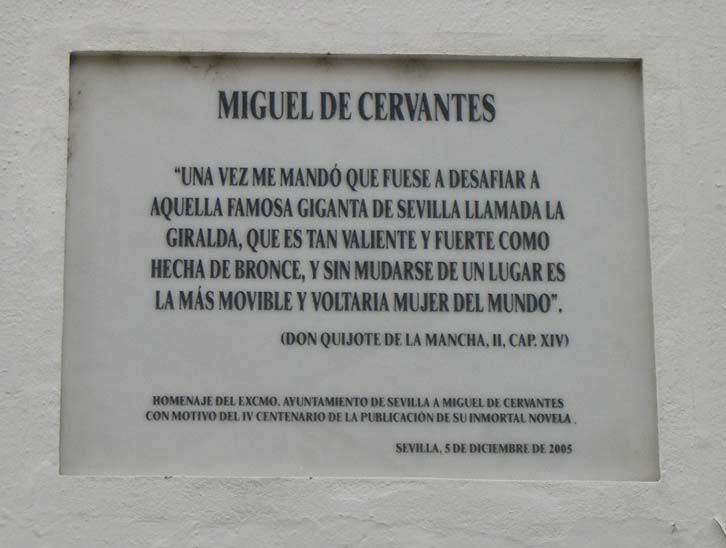 MIGUEL DE CERVANTES
“UNA VEZ ME MANDÓ QUE FUESE A DESAFIAR A
AQUELLA FAMOSA GIGANTA DE SEVILLA LLAMADA LA
GIRALDA, QUE ES TAN VALIENTE Y FUERTE COMO
HECHA DE BRONCE, Y SIN MUDARSE DE UN LUGAR ES
LA MÁS MOVIBLE Y VOLTARIA MUJER DEL MUNDO”.
(DON QUIJOTE DE LA MANCHA, II, CAP. XIV)
HOMENAJE DEL EXCMO. AYUNTAMIENTO DE SEVILLA A MIGUEL DE CERVANTES
CON MOTIVO DEL IV CENTENARIO DE LA PUBLICACIÓN DE SU INMORTAL NOVELA.
SEVILLA, 5 DE DICIEMBRE DE 2005